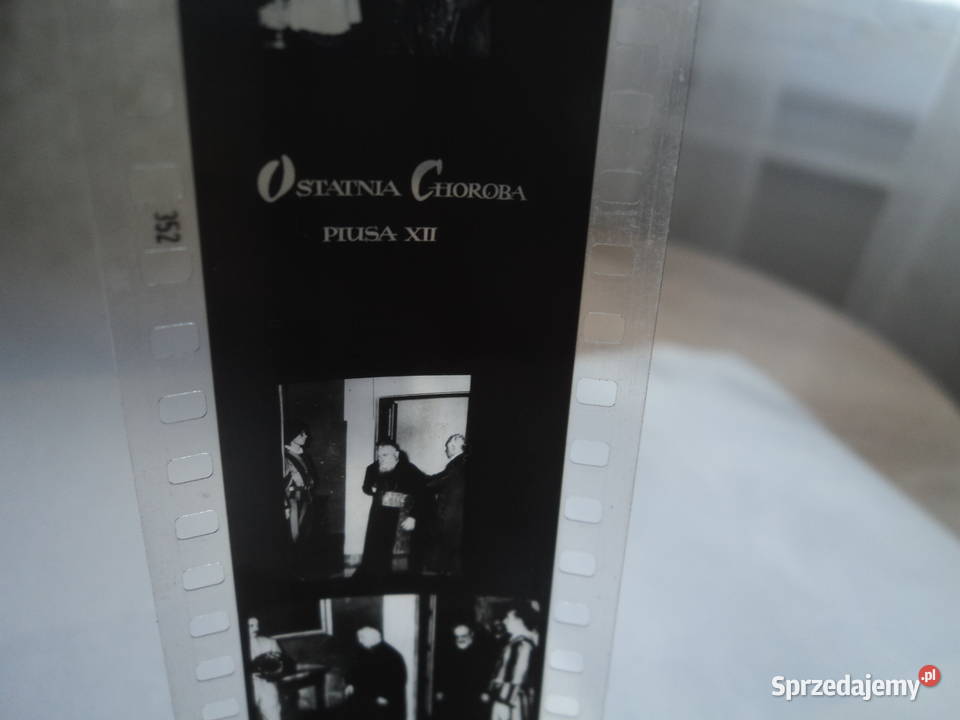 Ostatnia Choroba
Piusa XII
352
Sprzedajemy.pl